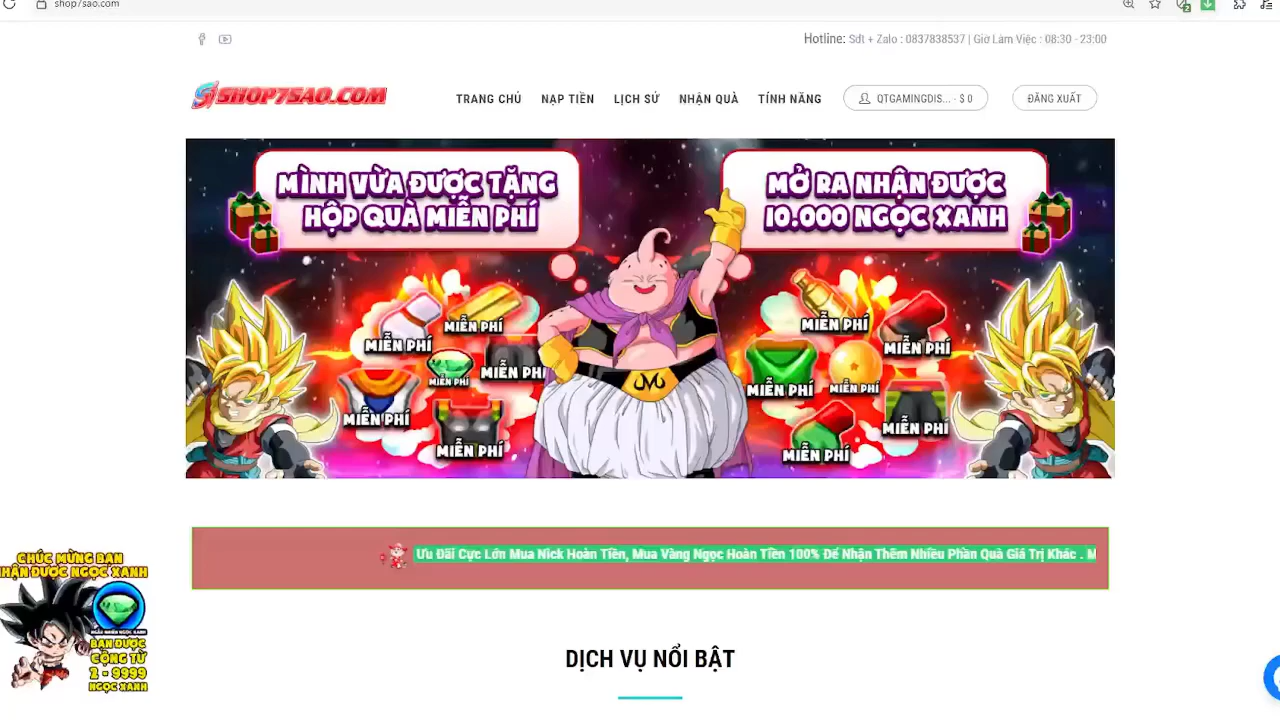 shop7sao.com
Hotline: Sdt + Zalo : 0837838537 | Giờ Làm Việc : 08:30 - 23:00
SHOP7SAO.COM
TRANG CHỦ NẠP TIỀN LỊCH SỬ NHẬN QUÀ TÍNH NĂNG QTGAMINGDIS... - $ 0 ĐĂNG XUẤT
MÌNH VỪA ĐƯỢC TẶNG
HỘP QUÀ MIỄN PHÍ
MỞ RA NHẬN ĐƯỢC
10.000 NGỌC XANH
MIỄN PHÍ
MIỄN PHÍ
MIỄN PHÍ
MIỄN PHÍ
MIỄN PHÍ
MIỄN PHÍ
MIỄN PHÍ
MIỄN PHÍ
MIỄN PHÍ
MIỄN PHÍ
MIỄN PHÍ
MIỄN PHÍ
Ưu Đãi Cực Lớn Mua Nick Hoàn Tiền, Mua Vàng Ngọc Hoàn Tiền 100% Để Nhận Thêm Nhiều Phần Quà Giá Trị Khác . M
CHÚC MỪNG BẠN
NHẬN ĐƯỢC NGỌC XANH
NGẪU NHIÊN NGỌC XANH
BẠN ĐƯỢC
CỘNG TỪ
2 - 9999
NGỌC XANH
DỊCH VỤ NỔI BẬT